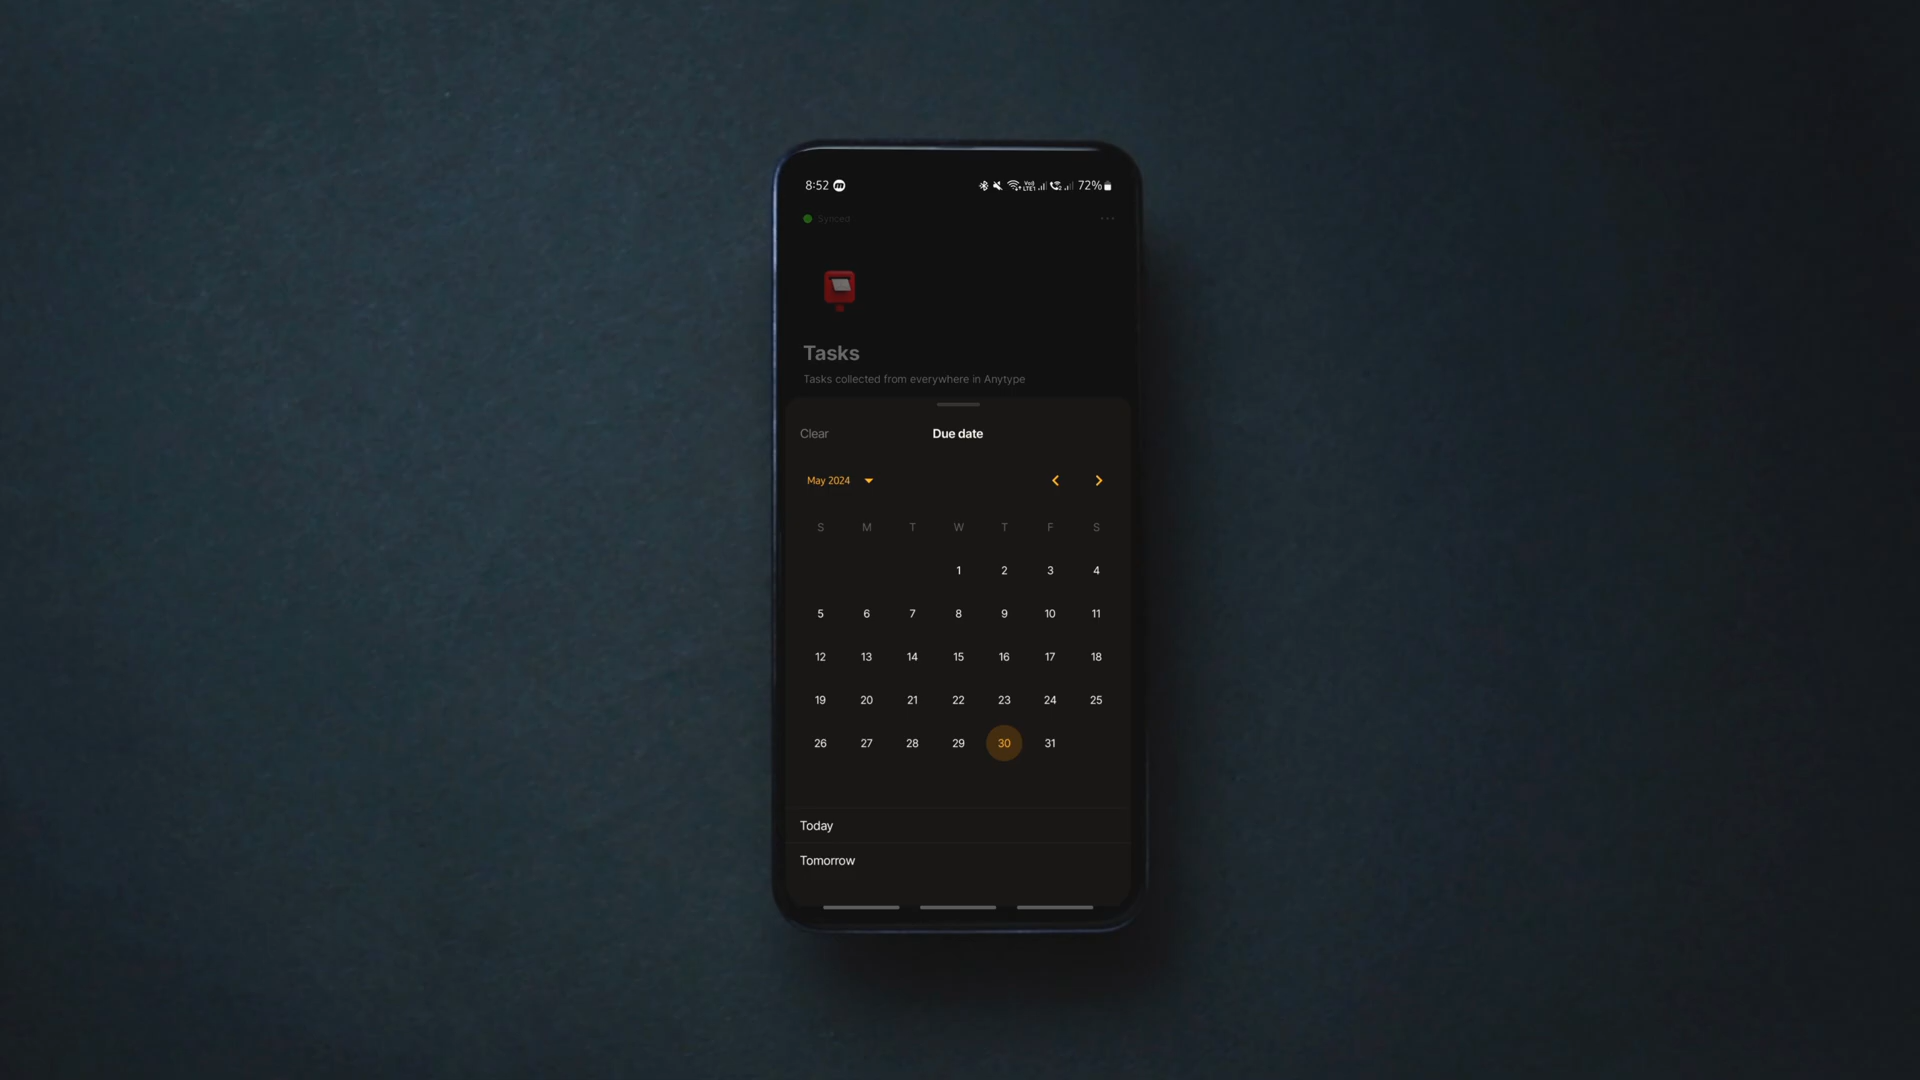 8:52 72%
Synced
Tasks
Tasks collected from everywhere in Anytype
Clear Due date
May 2024
S M T W T F S
1 2 3 4
5 6 7 8 9 10 11
12 13 14 15 16 17 18
19 20 21 22 23 24 25
26 27 28 29 30 31
Today
Tomorrow